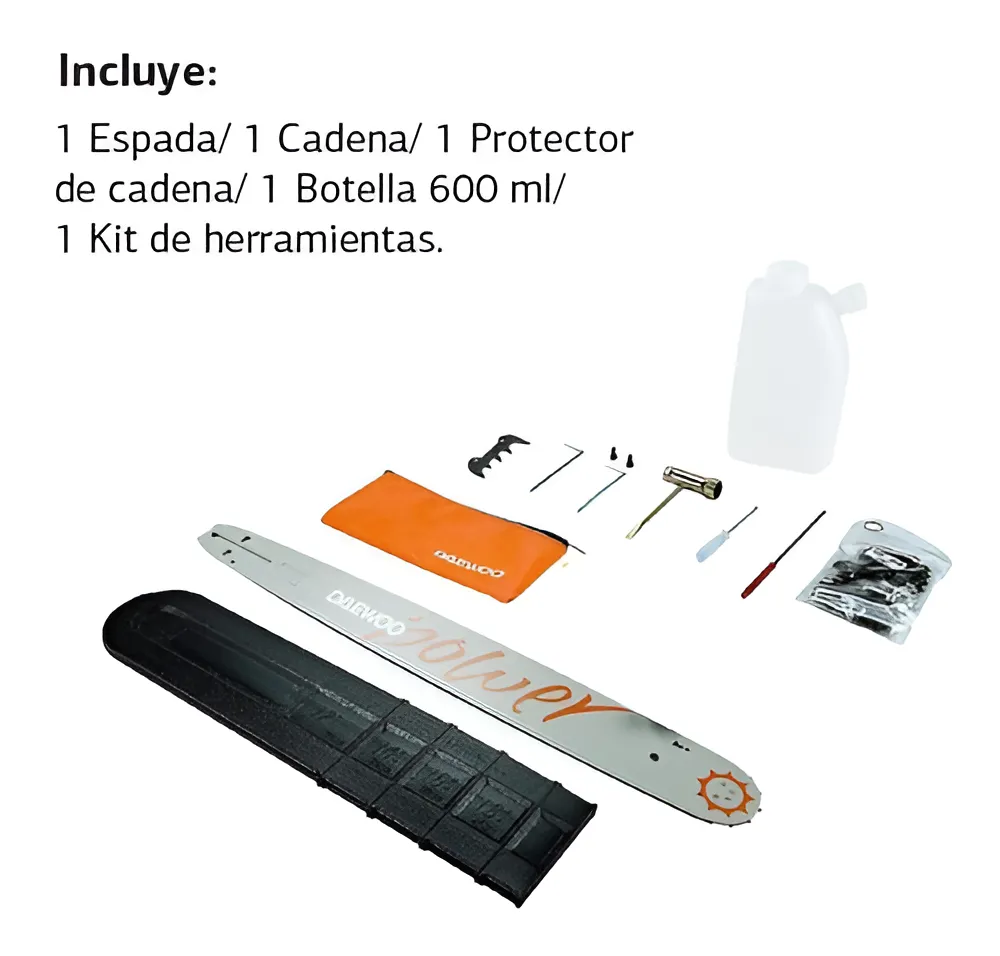 Incluye:
1 Espada/ 1 Cadena/ 1 Protector
de cadena/ 1 Botella 600 ml/
1 Kit de herramientas.
DAEWOO
DAEWOO
power